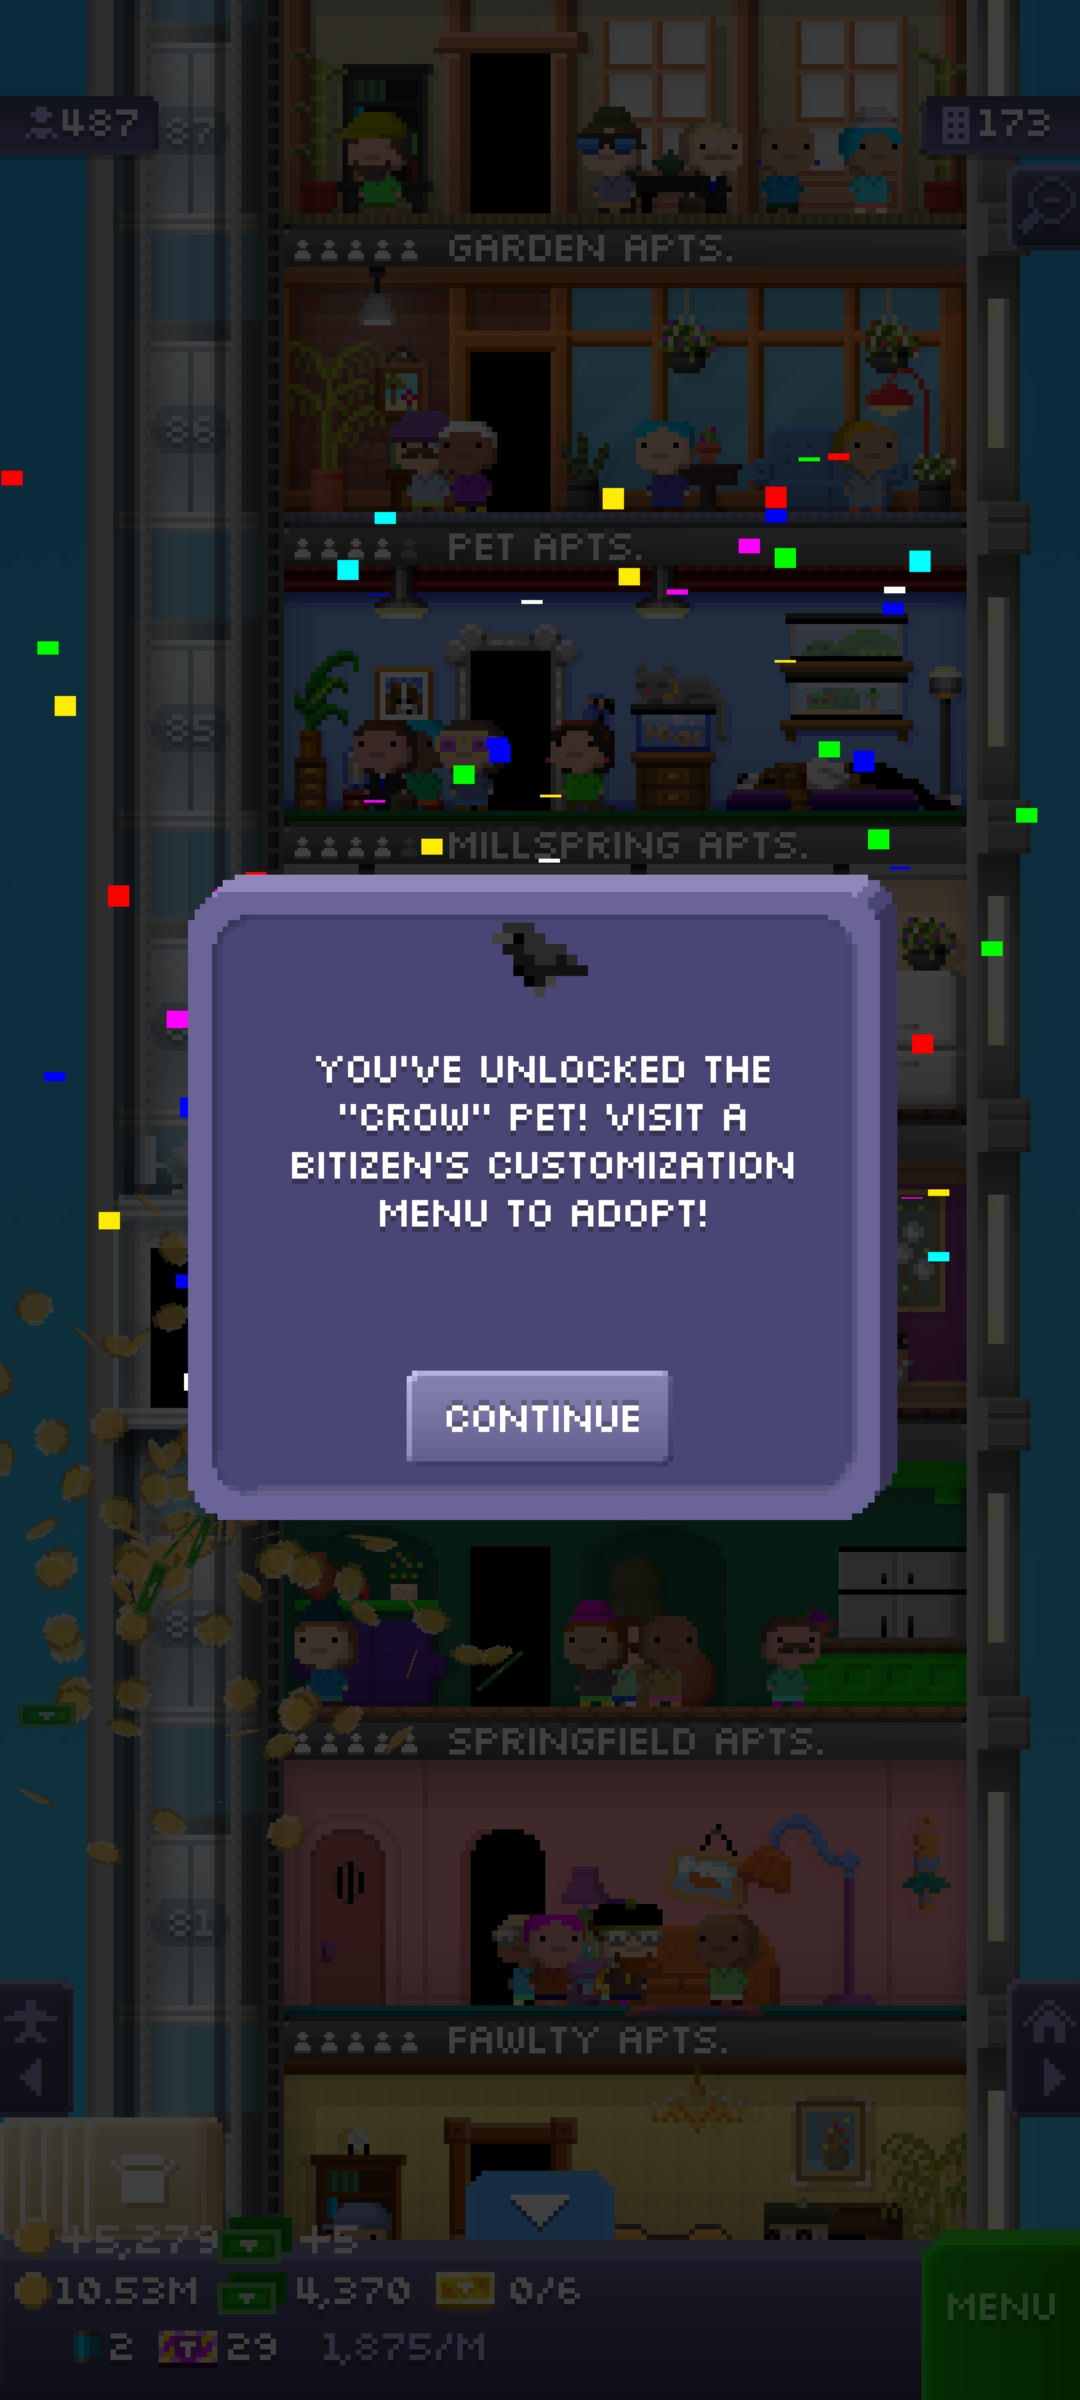 487
87
173
GARDEN APTS.
88
PET APTS.
85
MILLSPRING APTS.
YOU'VE UNLOCKED THE
"CROW" PET! VISIT A
BITIZEN'S CUSTOMIZATION
MENU TO ADOPT!
CONTINUE
SPRINGFIELD APTS.
81
FAWLTY APTS.
+5,279 +5
10.53M 4,370 0/6
MENU
2 29 1,875/M